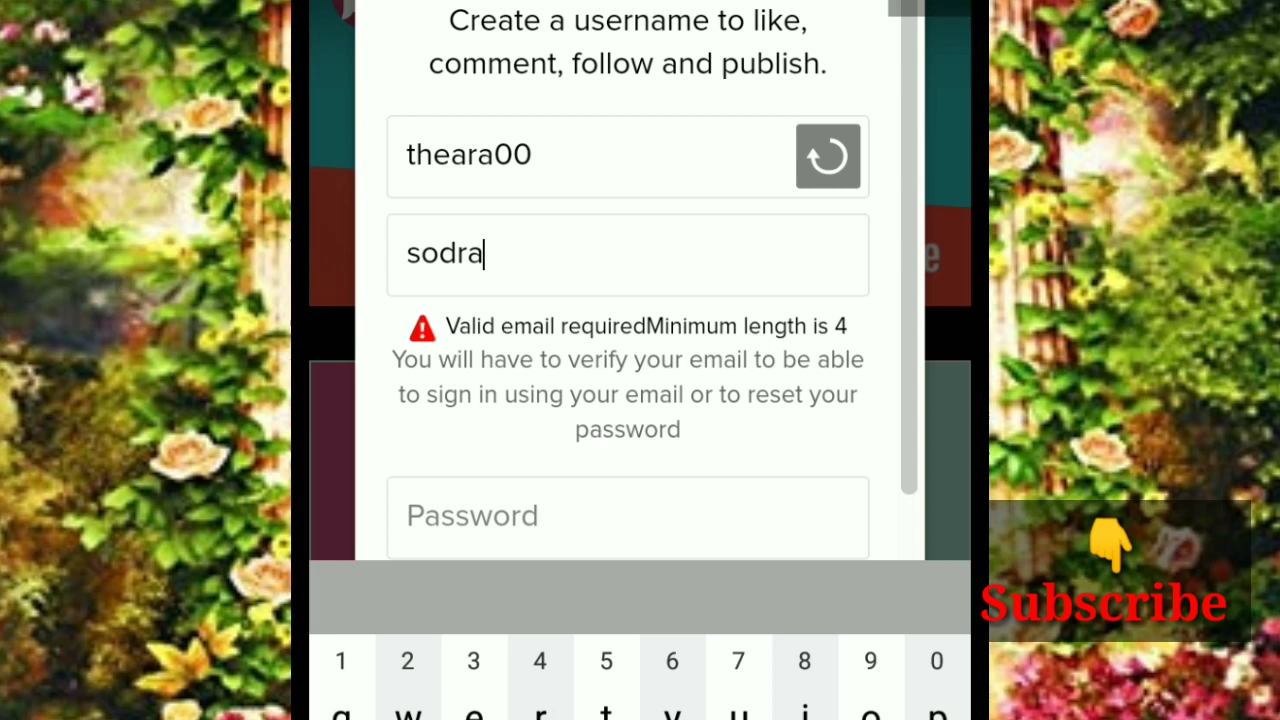 Create a username to like,
comment, follow and publish.
theara00
sodra
e
Valid email requiredMinimum length is 4
You will have to verify your email to be able
to sign in using your email or to reset your
password
Password
👇
Subscribe
1 2 3 4 5 6 7 8 9 0
q w e r t y u i o p